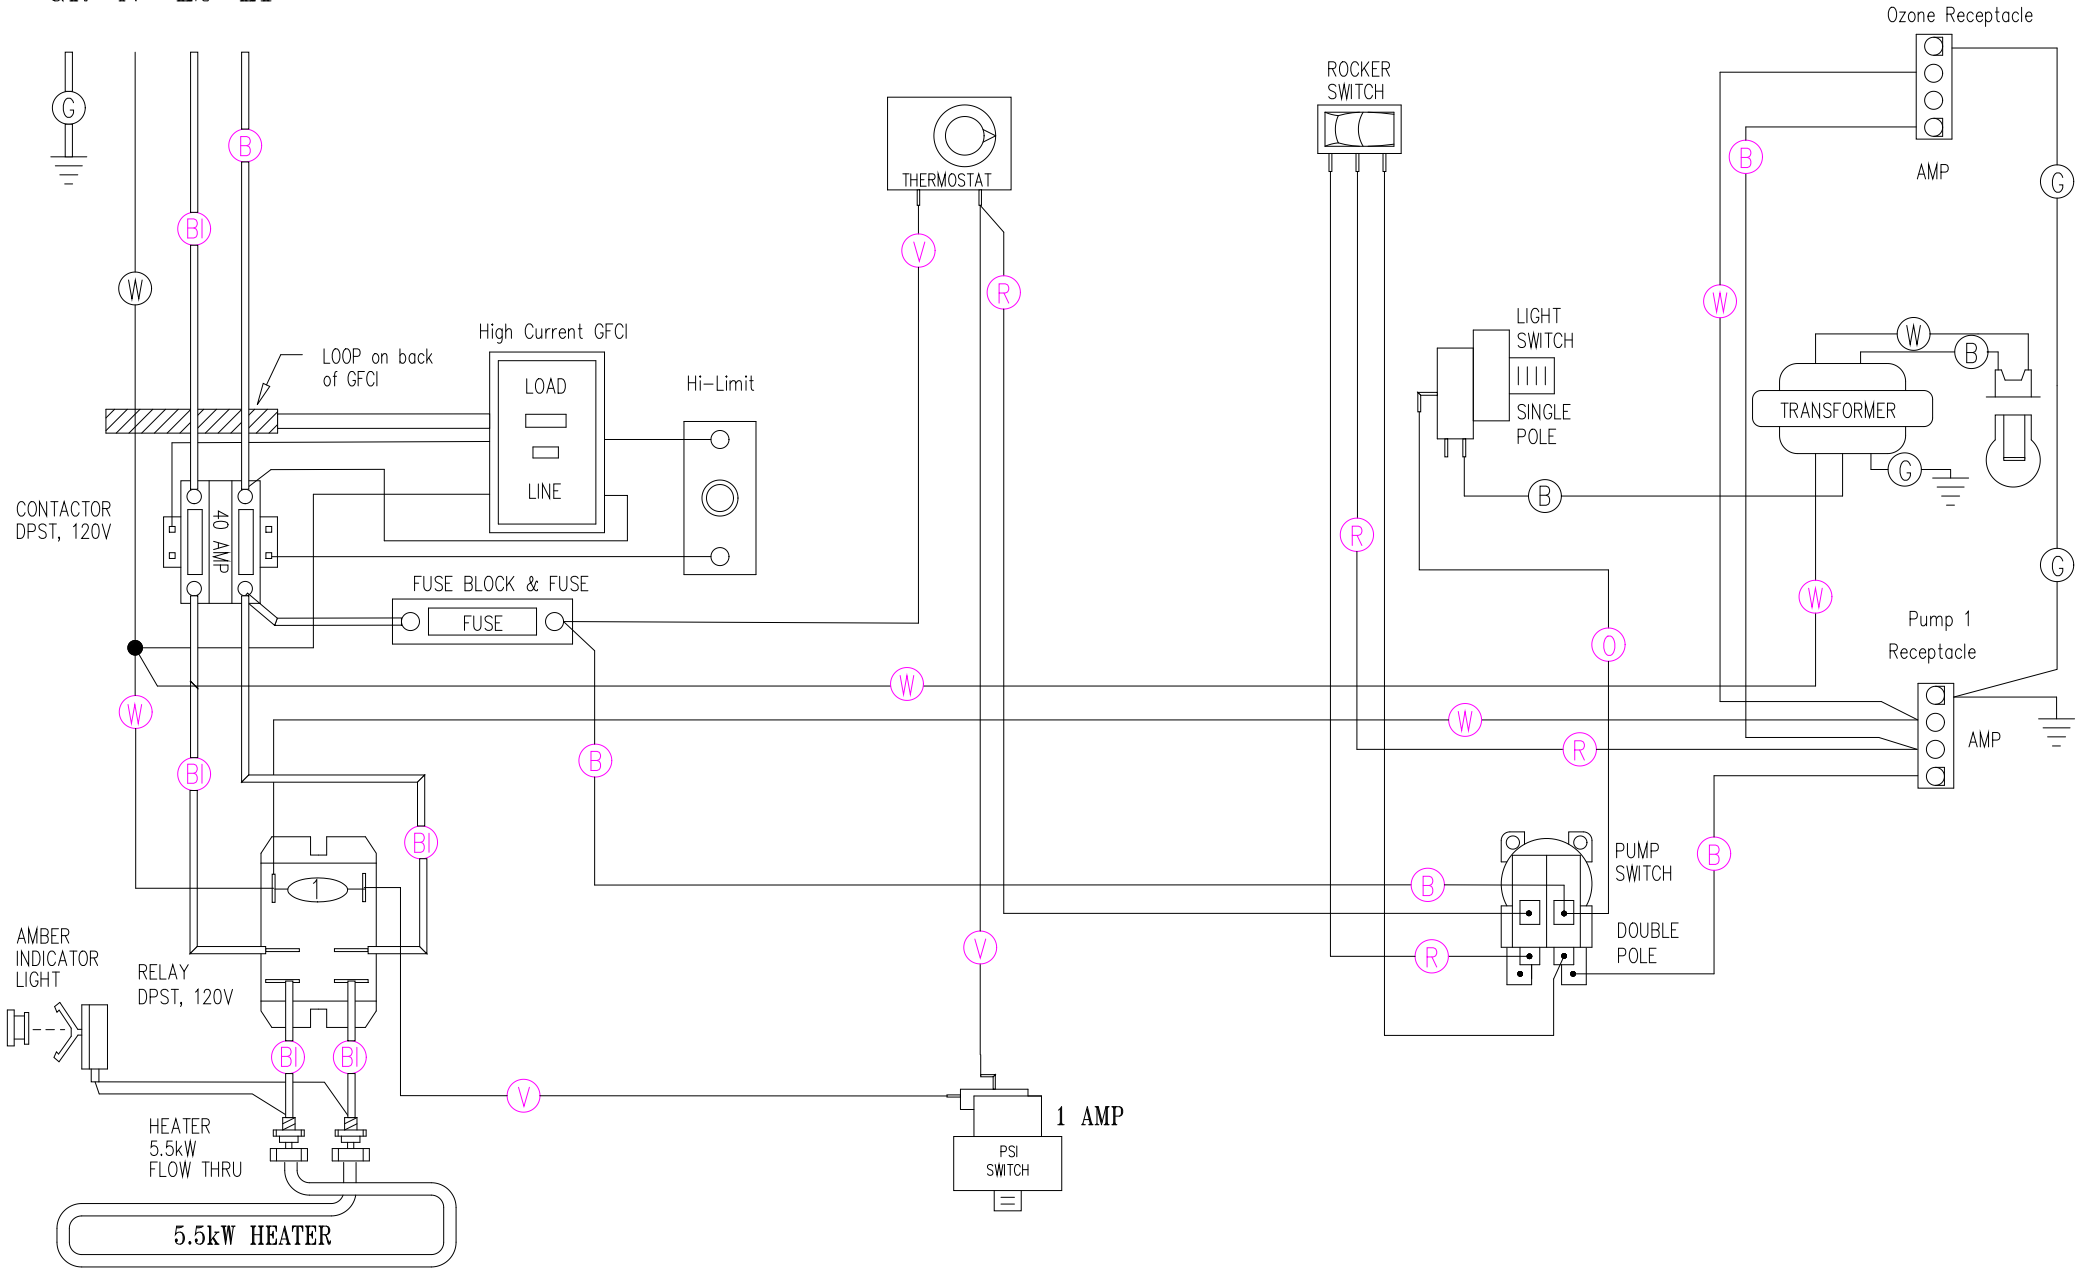 Ozone Receptacle
ROCKER
SWITCH
G
B
B
AMP
THERMOSTAT
G
BI
V
W
R
W
LIGHT
SWITCH
High Current GFCI
W
LOOP on back
of GFCI
B
Hi-Limit
LOAD
SINGLE
POLE
TRANSFORMER
G
LINE
B
CONTACTOR
DPST, 120V
40 AMP
R
G
FUSE BLOCK & FUSE
W
FUSE
Pump 1
Receptacle
O
W
W
W
R
AMP
B
BI
BI
PUMP
SWITCH
B
B
1
DOUBLE
POLE
AMBER
INDICATOR
LIGHT
V
R
RELAY
DPST, 120V
BI
BI
V
1 AMP
HEATER
5.5kW
FLOW THRU
PSI
SWITCH
5.5kW HEATER